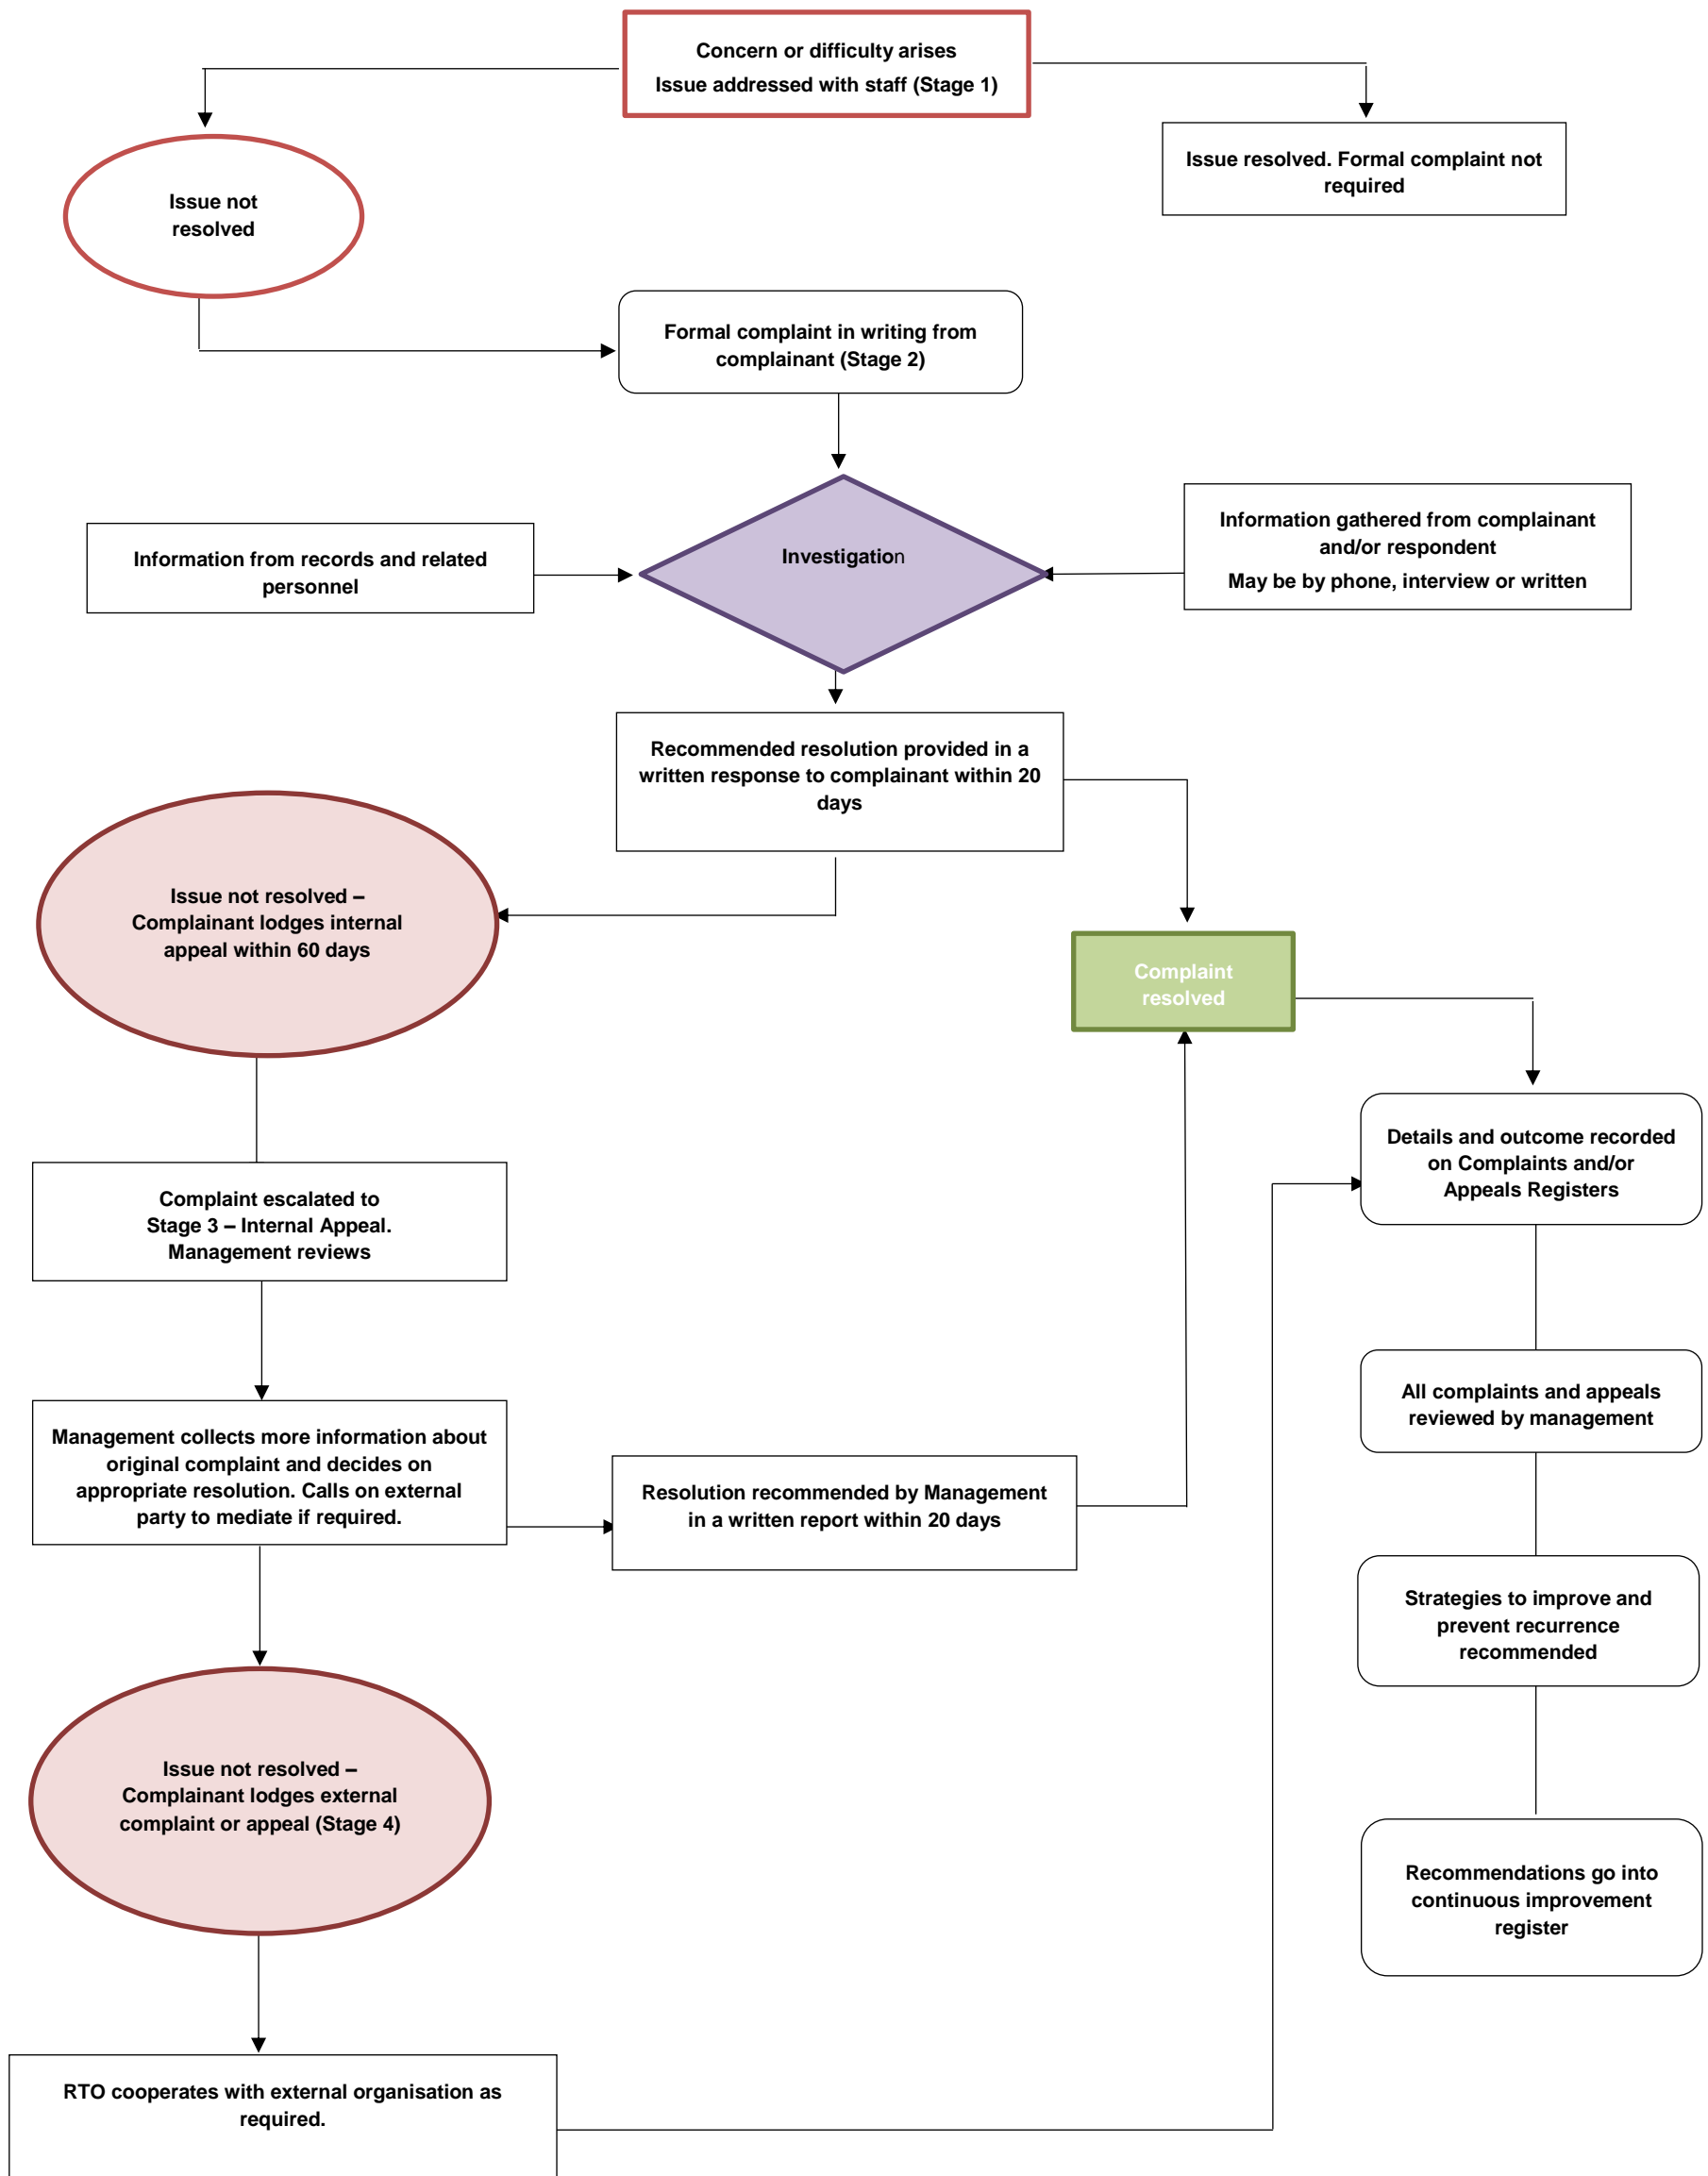 Concern or difficulty arises
Issue addressed with staff (Stage 1)
Issue resolved. Formal complaint not
required
Issue not
resolved
Formal complaint in writing from
complainant (Stage 2)
Information from records and related
personnel
Investigation
Information gathered from complainant
and/or respondent
May be by phone, interview or written
Recommended resolution provided in a
written response to complainant within 20
days
Issue not resolved –
Complainant lodges internal
appeal within 60 days
Complaint
resolved
Complaint escalated to
Stage 3 – Internal Appeal.
Management reviews
Details and outcome recorded
on Complaints and/or
Appeals Registers
All complaints and appeals
reviewed by management
Management collects more information about
original complaint and decides on
appropriate resolution. Calls on external
party to mediate if required.
Resolution recommended by Management
in a written report within 20 days
Strategies to improve and
prevent recurrence
recommended
Issue not resolved –
Complainant lodges external
complaint or appeal (Stage 4)
Recommendations go into
continuous improvement
register
RTO cooperates with external organisation as
required.